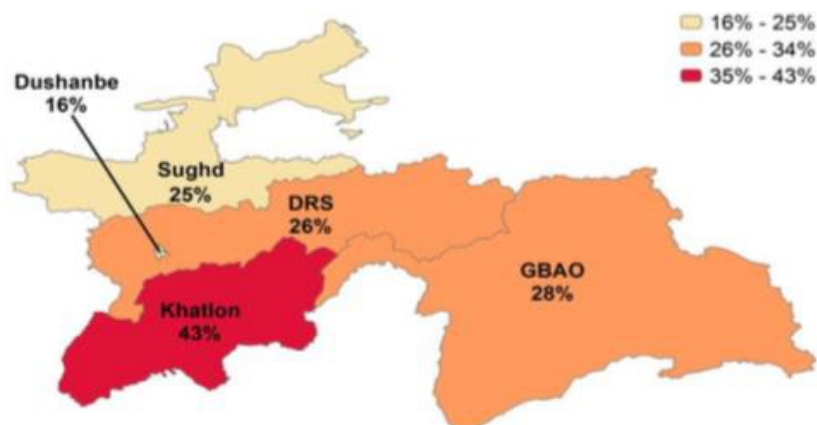 16% - 25%
26% - 34%
35% - 43%
Dushanbe
16%
Sughd
25%
DRS
26%
GBAO
28%
Khatlon
43%